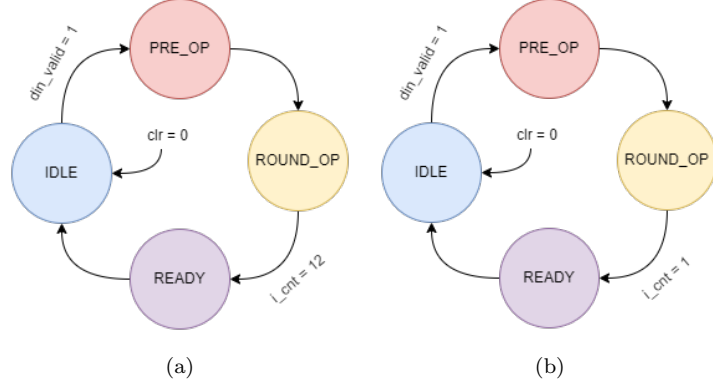 PRE_OP
din_valid = 1
clr = 0
IDLE
ROUND_OP
READY
i_cnt = 12
(a)
PRE_OP
din_valid = 1
clr = 0
IDLE
ROUND_OP
READY
i_cnt = 1
(b)